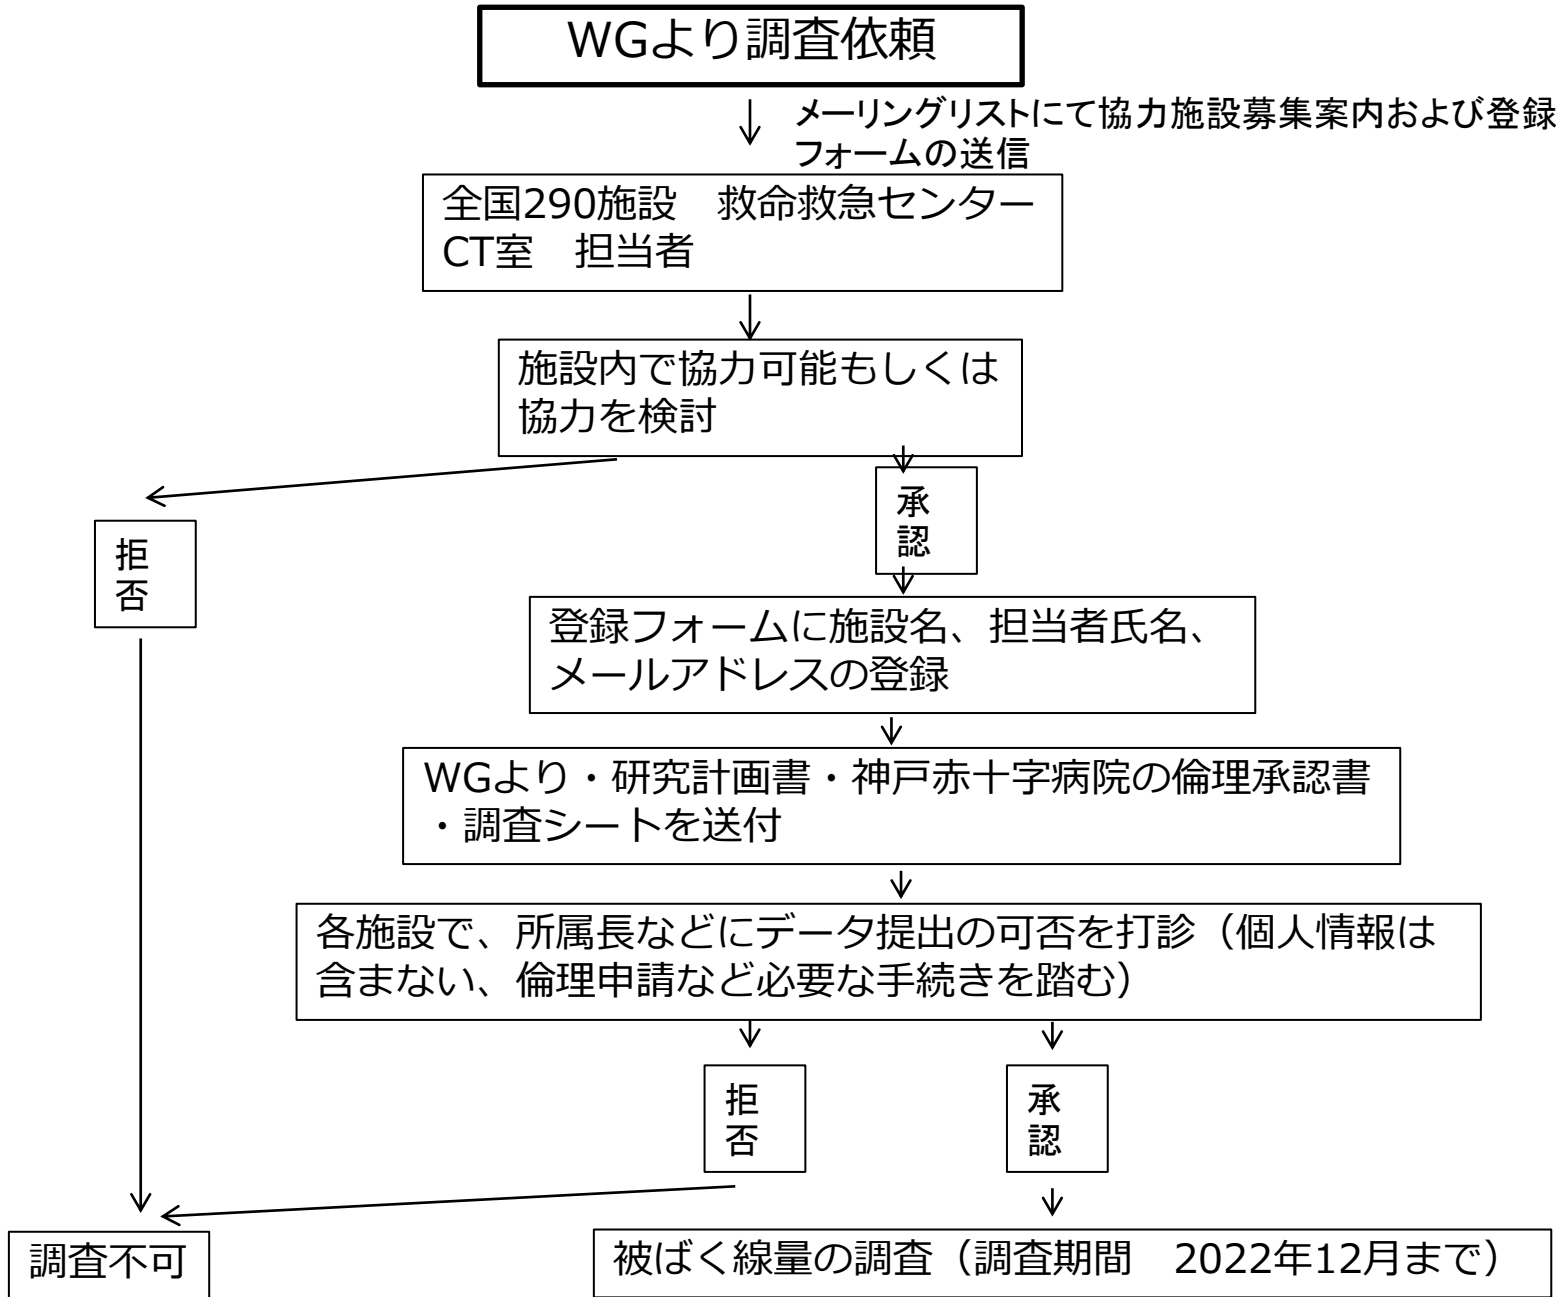 WGより調査依頼
メーリングリストにて協力施設募集案内および登録
フォームの送信
全国290施設　救命救急センター
CT室　担当者
施設内で協力可能もしくは
協力を検討
承
認
拒
否
登録フォームに施設名、担当者氏名、
メールアドレスの登録
WGより・研究計画書・神戸赤十字病院の倫理承認書
・調査シートを送付
各施設で、所属長などにデータ提出の可否を打診（個人情報は
含まない、倫理申請など必要な手続きを踏む）
拒
否
承
認
調査不可
被ばく線量の調査（調査期間　2022年12月まで）